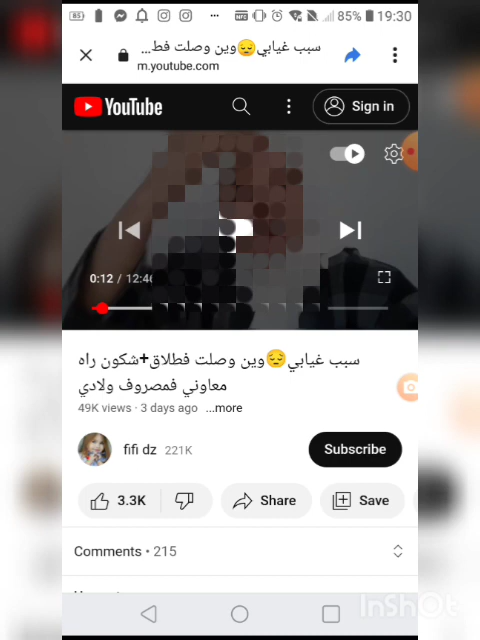 85 85% 19:30
سبب غيابي😔وين وصلت فط...
m.youtube.com
YouTube Sign in
0:12 / 12:46
سبب غيابي😔وين وصلت فطلاق+شكون راه
معاوني فمصروف ولادي
49K views · 3 days ago ...more
fifi dz 221K Subscribe
3.3K Share Save
Comments • 215
InShOt